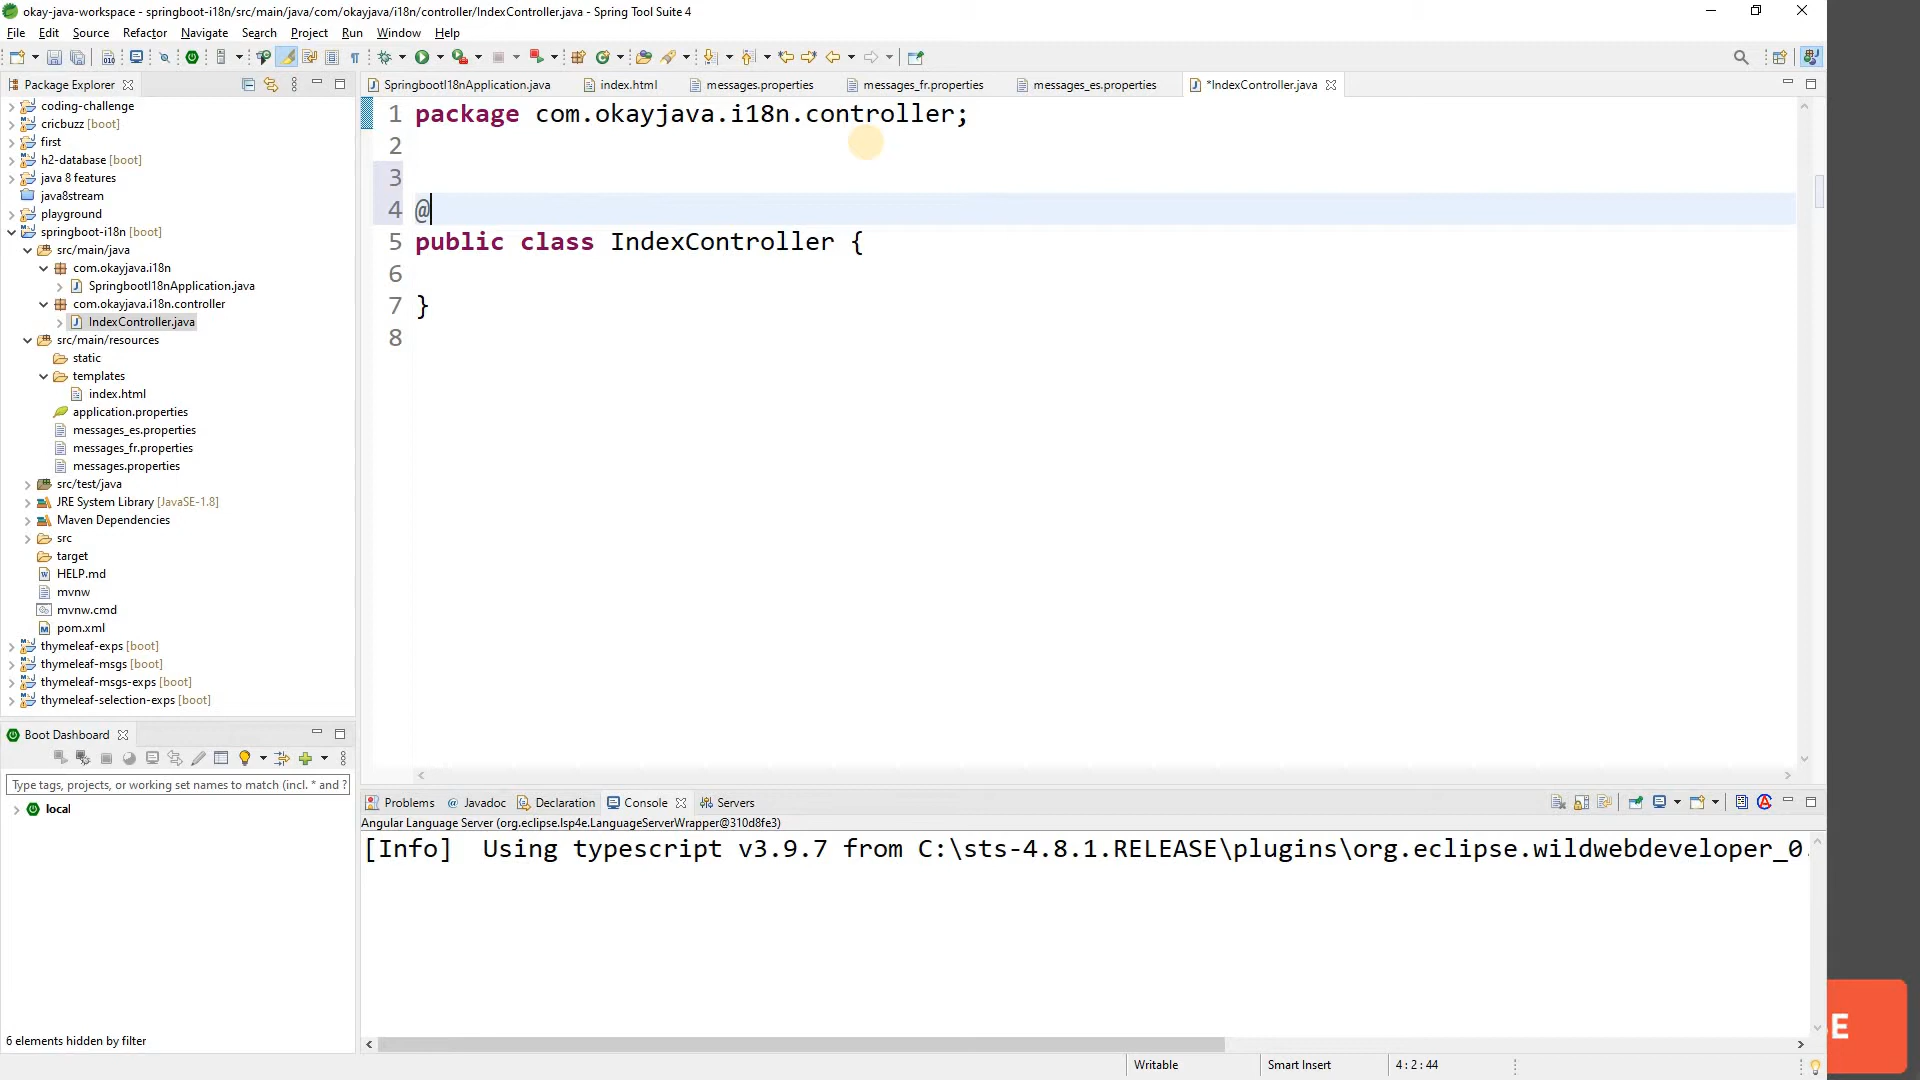 okay-java-workspace - springboot-i18n/src/main/java/com/okayjava/i18n/controller/IndexController.java - Spring Tool Suite 4
File Edit Source Refactor Navigate Search Project Run Window Help
Package Explorer
SpringbootI18nApplication.java index.html messages.properties messages_fr.properties messages_es.properties *IndexController.java
coding-challenge
cricbuzz [boot]
first
h2-database [boot]
java 8 features
java8stream
playground
springboot-i18n [boot]
src/main/java
com.okayjava.i18n
SpringbootI18nApplication.java
com.okayjava.i18n.controller
IndexController.java
src/main/resources
static
templates
index.html
application.properties
messages_es.properties
messages_fr.properties
messages.properties
src/test/java
JRE System Library [JavaSE-1.8]
Maven Dependencies
src
target
HELP.md
mvnw
mvnw.cmd
pom.xml
thymeleaf-exps [boot]
thymeleaf-msgs [boot]
thymeleaf-msgs-exps [boot]
thymeleaf-selection-exps [boot]
1 package com.okayjava.i18n.controller;
2
3
4 @
5 public class IndexController {
6
7 }
8
Boot Dashboard
Type tags, projects, or working set names to match (incl. * and ?
local
6 elements hidden by filter
Problems @ Javadoc Declaration Console Servers
Angular Language Server (org.eclipse.lsp4e.LanguageServerWrapper@310d8fe3)
[Info]  Using typescript v3.9.7 from C:\sts-4.8.1.RELEASE\plugins\org.eclipse.wildwebdeveloper_0.
Writable Smart Insert 4 : 2 : 44
E